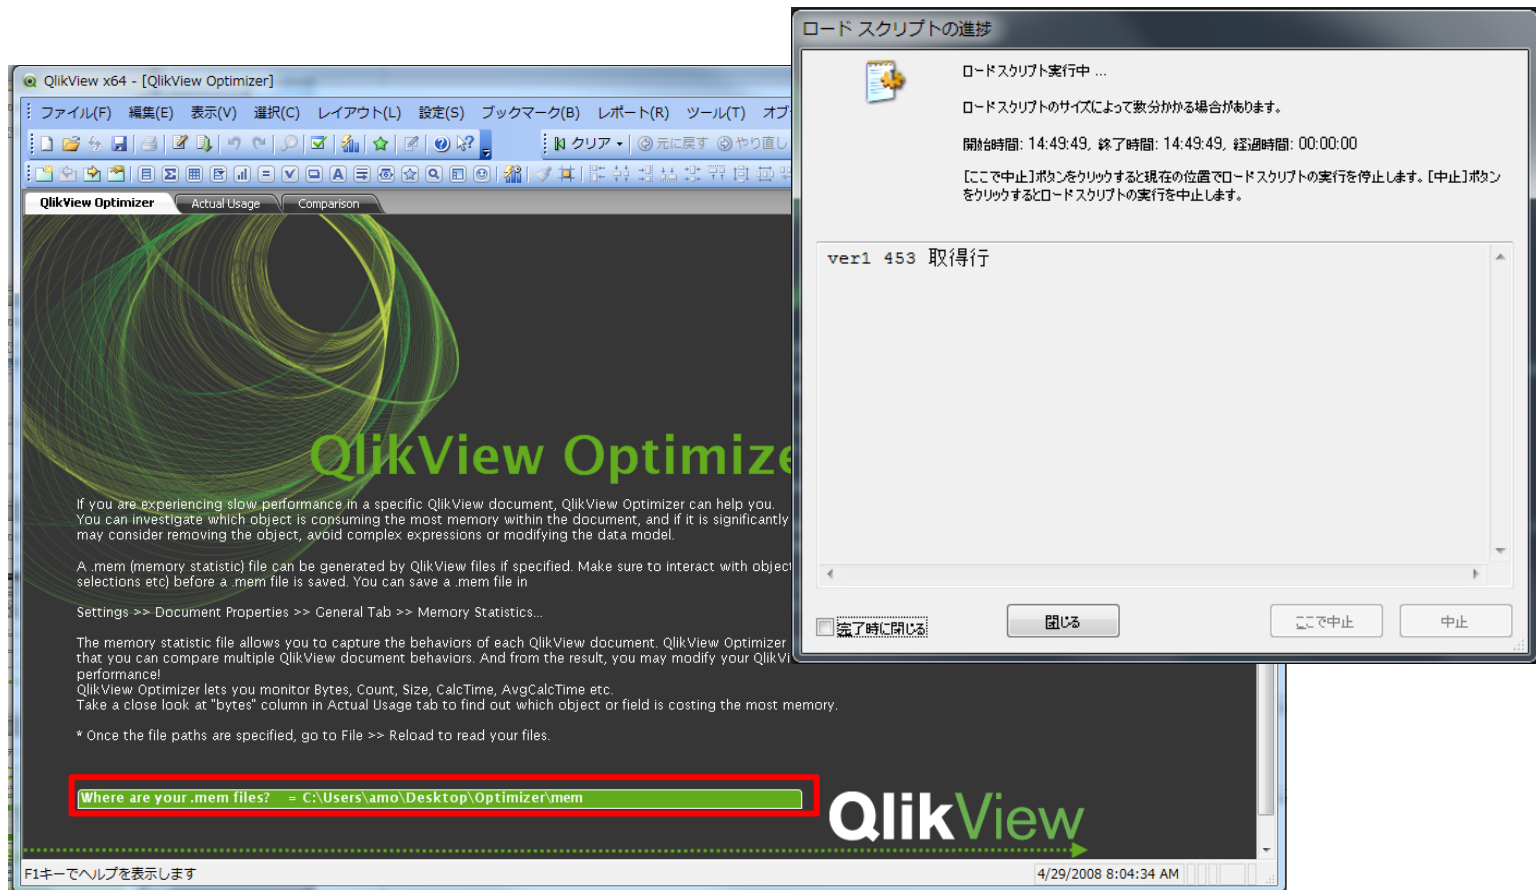 QlikView x64 - [QlikView Optimizer]
ファイル(F) 編集(E) 表示(V) 選択(C) レイアウト(L) 設定(S) ブックマーク(B) レポート(R) ツール(T) オブ
クリア 元に戻す やり直し
QlikView Optimizer Actual Usage Comparison
QlikView Optimize
If you are experiencing slow performance in a specific QlikView document, QlikView Optimizer can help you.
You can investigate which object is consuming the most memory within the document, and if it is significantly
may consider removing the object, avoid complex expressions or modifying the data model.
A .mem (memory statistic) file can be generated by QlikView files if specified. Make sure to interact with object
selections etc) before a .mem file is saved. You can save a .mem file in
Settings >> Document Properties >> General Tab >> Memory Statistics...
The memory statistic file allows you to capture the behaviors of each QlikView document. QlikView Optimizer
that you can compare multiple QlikView document behaviors. And from the result, you may modify your QlikVi
performance!
QlikView Optimizer lets you monitor Bytes, Count, Size, CalcTime, AvgCalcTime etc.
Take a close look at "bytes" column in Actual Usage tab to find out which object or field is costing the most memory.
* Once the file paths are specified, go to File >> Reload to read your files.
Where are your .mem files? = C:\Users\amo\Desktop\Optimizer\mem
QlikView
F1キーでヘルプを表示します
4/29/2008 8:04:34 AM
ロード スクリプトの進捗
ロードスクリプト実行中 ...
ロードスクリプトのサイズによって数分かかる場合があります。
開始時間: 14:49:49, 終了時間: 14:49:49, 経過時間: 00:00:00
[ここで中止]ボタンをクリックすると現在の位置でロードスクリプトの実行を停止します。[中止]ボタン
をクリックするとロードスクリプトの実行を中止します。
ver1 453 取得行
完了時に閉じる
閉じる
ここで中止
中止